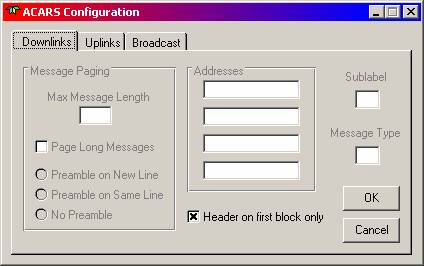 ACARS Configuration
Downlinks Uplinks Broadcast
Message Paging
Max Message Length
Page Long Messages
Preamble on New Line
Preamble on Same Line
No Preamble
Addresses
Header on first block only
Sublabel
Message Type
OK
Cancel